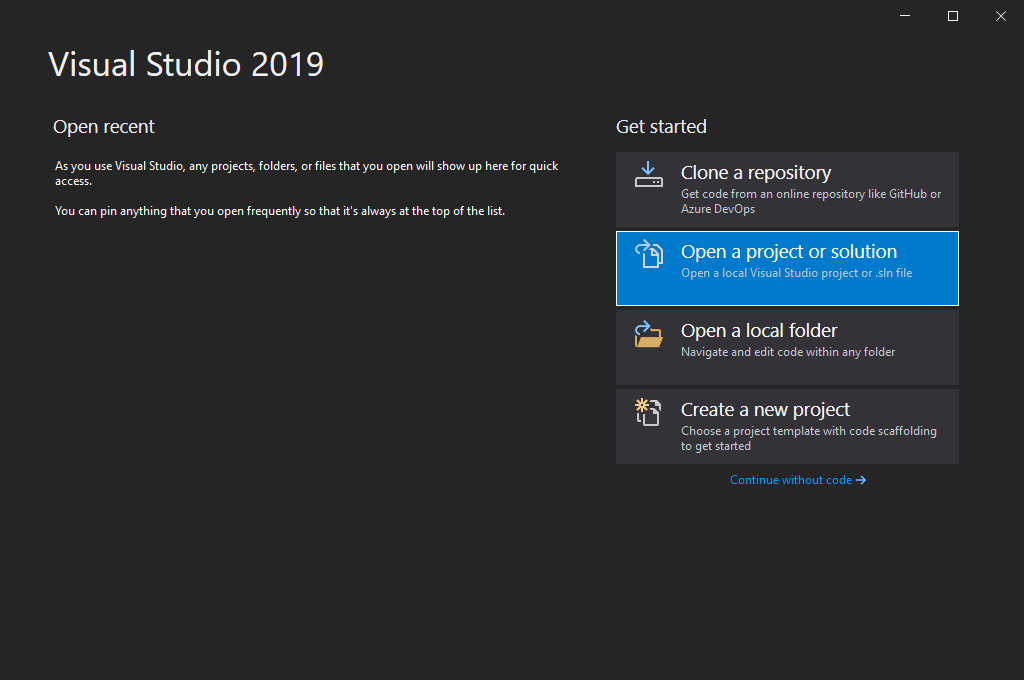 Visual Studio 2019
Open recent
As you use Visual Studio, any projects, folders, or files that you open will show up here for quick
access.
You can pin anything that you open frequently so that it's always at the top of the list.
Get started
Clone a repository
Get code from an online repository like GitHub or
Azure DevOps
Open a project or solution
Open a local Visual Studio project or .sln file
Open a local folder
Navigate and edit code within any folder
Create a new project
Choose a project template with code scaffolding
to get started
Continue without code →